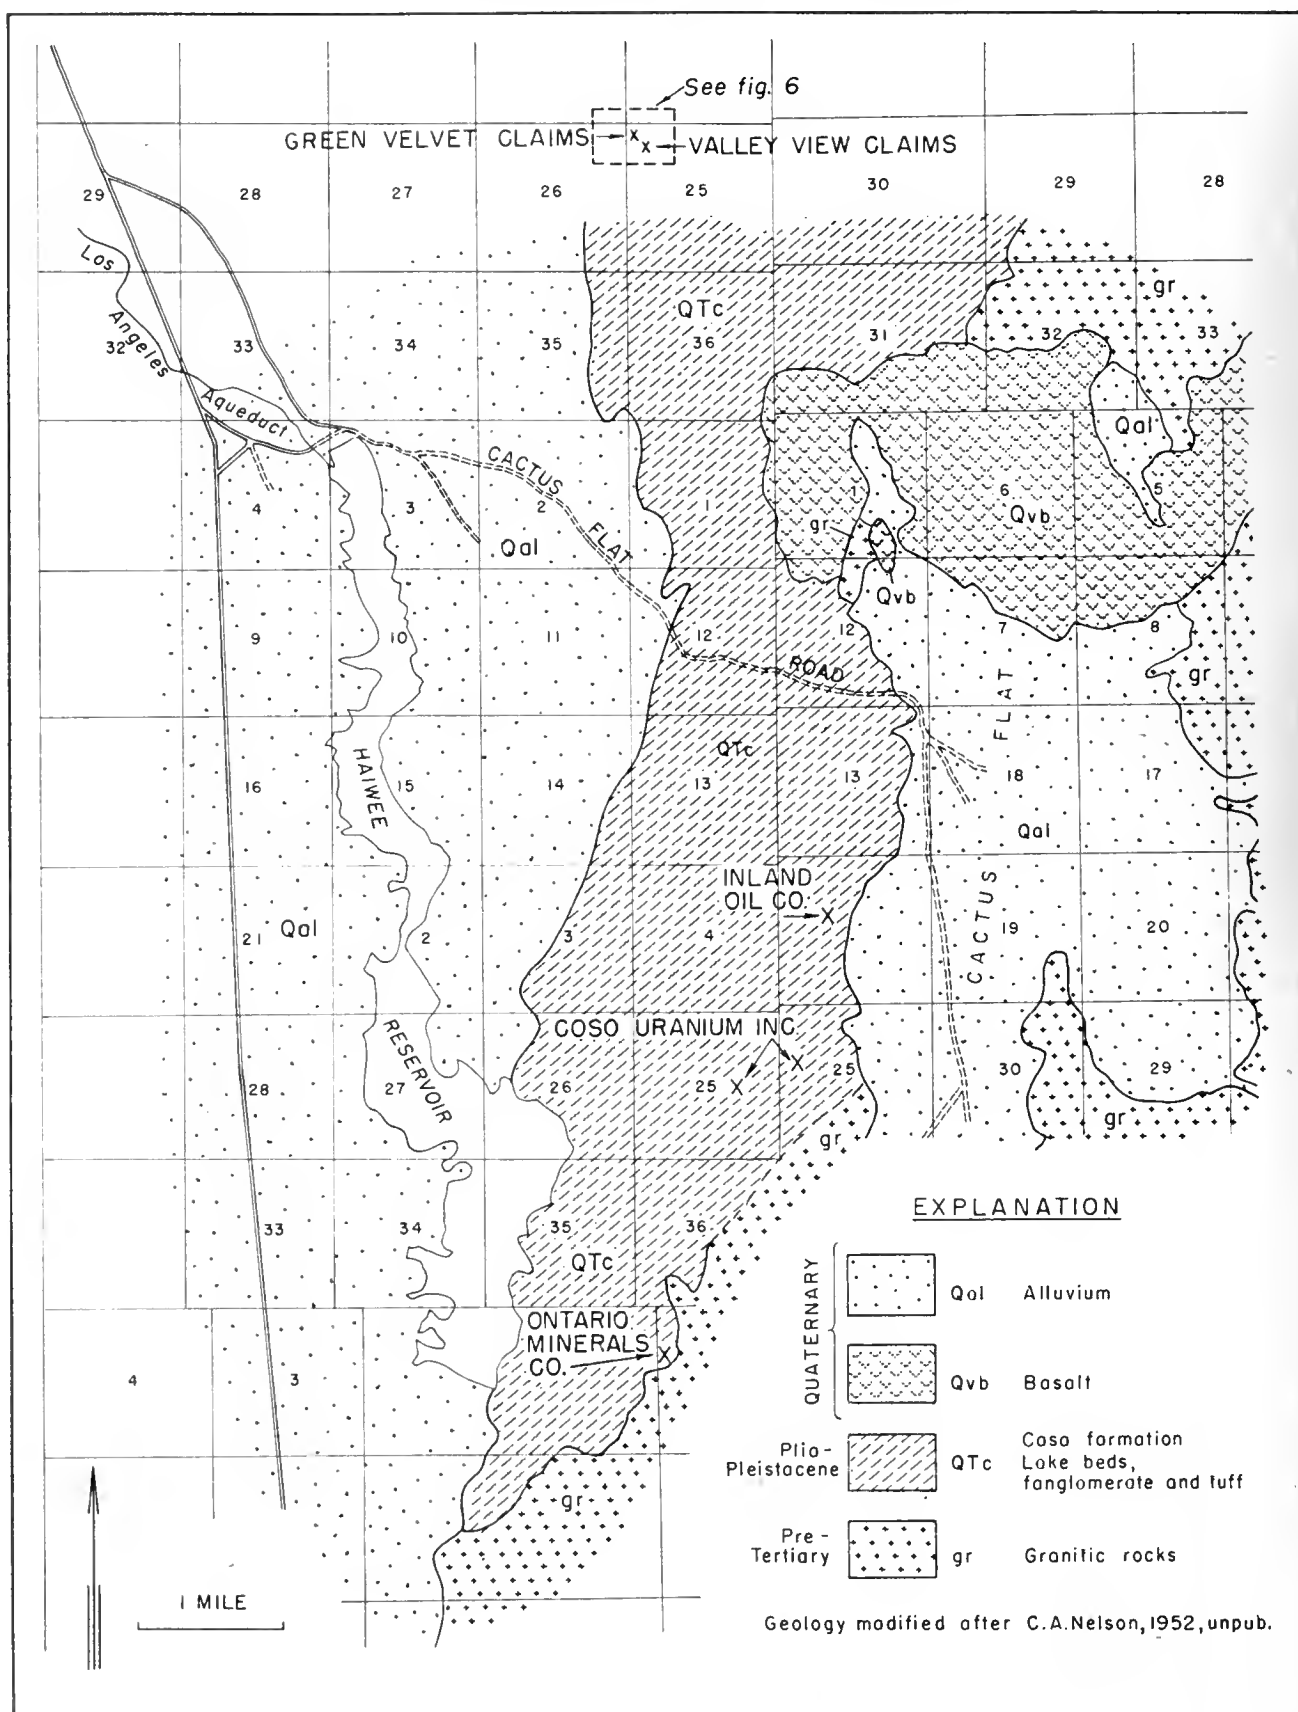 See fig. 6
GREEN VELVET CLAIMS
VALLEY VIEW CLAIMS
29
28
27
26
25
30
29
28
Los
Angeles
Aqueduct
32
33
34
35
QTc
36
31
32
gr
33
Qal
4
3
CACTUS
2
FLAT
1
1
6
Qvb
5
gr
Qal
Qvb
9
10
11
12
12
7
8
ROAD
gr
FLAT
HAIWEE
QTc
16
15
14
13
13
18
17
Qal
INLAND
OIL CO.
CACTUS
21
Qal
2
3
4
19
20
RESERVOIR
COSO URANIUM INC.
28
27
26
25
25
30
29
gr
gr
33
34
35
36
QTc
ONTARIO
MINERALS
CO.
4
3
gr
1 MILE
EXPLANATION
QUATERNARY
Qal Alluvium
Qvb Basalt
Plio-
Pleistocene
QTc
Coso formation
Lake beds,
fanglomerate and tuff
Pre-
Tertiary
gr Granitic rocks
Geology modified after C.A.Nelson, 1952, unpub.